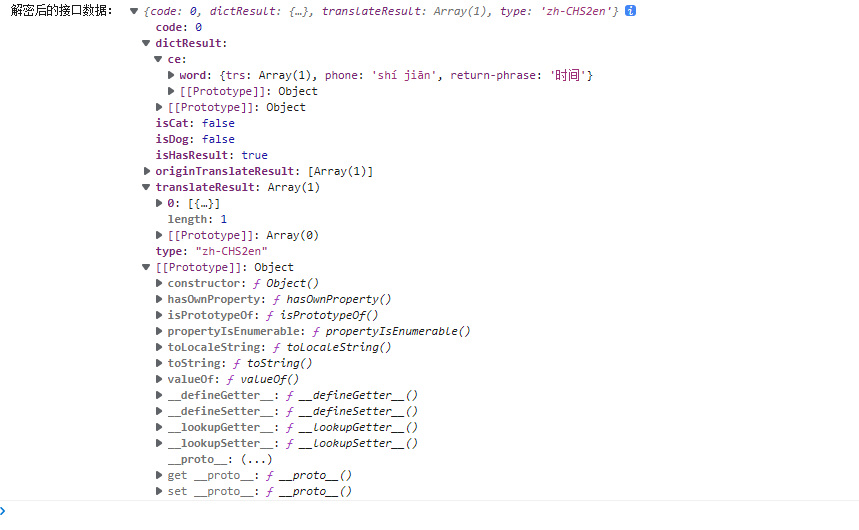 解密后的接口数据： {code: 0, dictResult: {…}, translateResult: Array(1), type: 'zh-CHS2en'} i
code: 0
dictResult:
ce:
word: {trs: Array(1), phone: 'shí jiān', return-phrase: '时间'}
[[Prototype]]: Object
[[Prototype]]: Object
isCat: false
isDog: false
isHasResult: true
originTranslateResult: [Array(1)]
translateResult: Array(1)
0: [{…}]
length: 1
[[Prototype]]: Array(0)
type: "zh-CHS2en"
[[Prototype]]: Object
constructor: ƒ Object()
hasOwnProperty: ƒ hasOwnProperty()
isPrototypeOf: ƒ isPrototypeOf()
propertyIsEnumerable: ƒ propertyIsEnumerable()
toLocaleString: ƒ toLocaleString()
toString: ƒ toString()
valueOf: ƒ valueOf()
__defineGetter__: ƒ __defineGetter__()
__defineSetter__: ƒ __defineSetter__()
__lookupGetter__: ƒ __lookupGetter__()
__lookupSetter__: ƒ __lookupSetter__()
__proto__: (...)
get __proto__: ƒ __proto__()
set __proto__: ƒ __proto__()